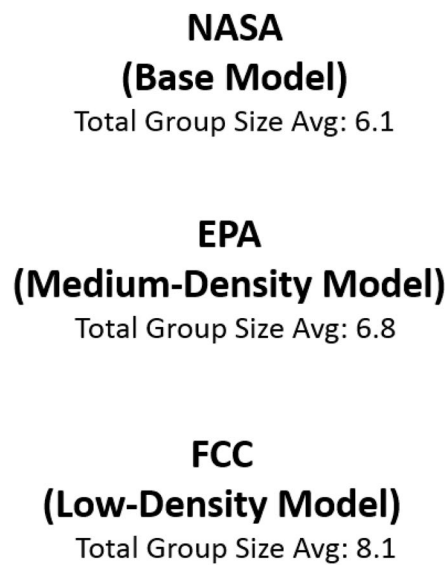 NASA
(Base Model)
Total Group Size Avg: 6.1
EPA
(Medium-Density Model)
Total Group Size Avg: 6.8
FCC
(Low-Density Model)
Total Group Size Avg: 8.1